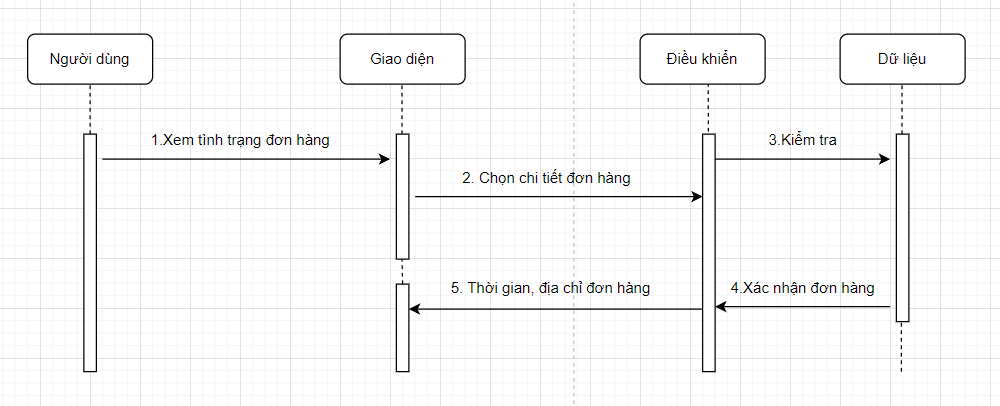 Người dùng
Giao diện
Điều khiển
Dữ liệu
1.Xem tình trạng đơn hàng
3.Kiểm tra
2. Chọn chi tiết đơn hàng
5. Thời gian, địa chỉ đơn hàng
4.Xác nhận đơn hàng